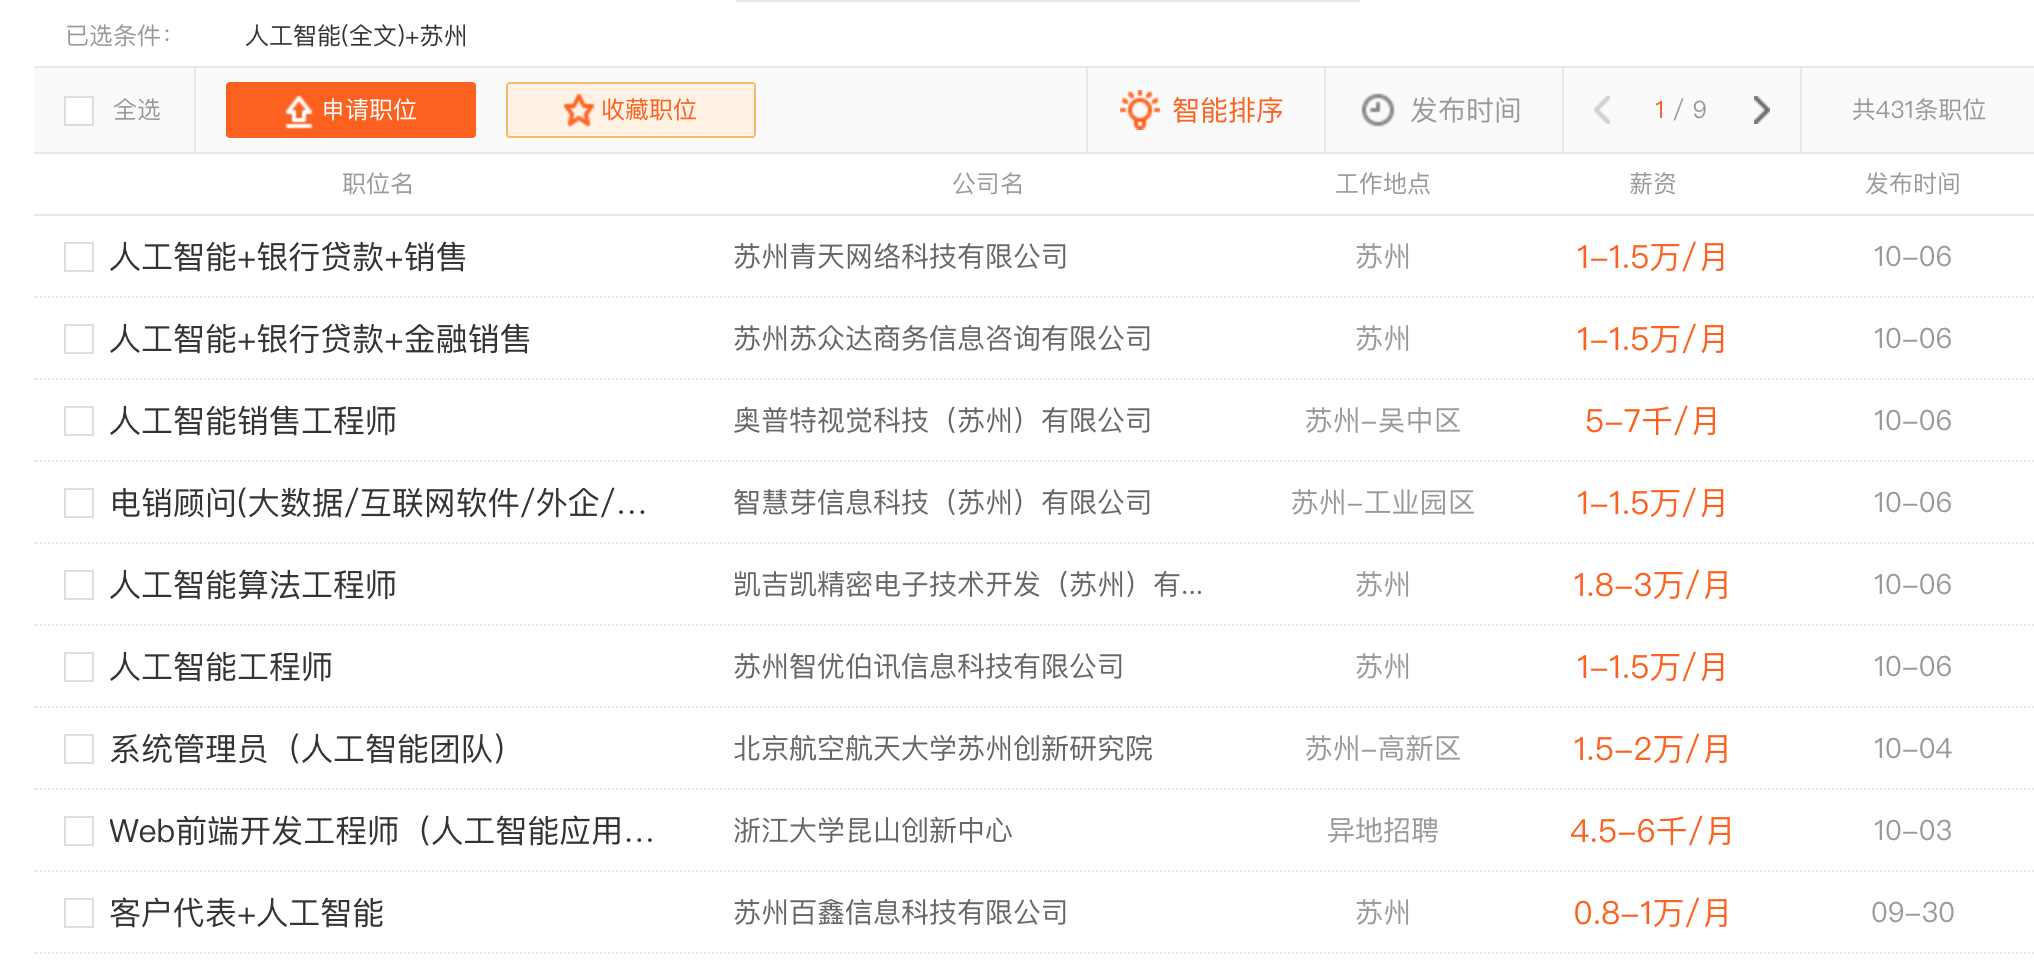 已选条件: 人工智能(全文)+苏州
全选 申请职位 收藏职位 智能排序 发布时间 1 / 9 共431条职位
职位名 公司名 工作地点 薪资 发布时间
人工智能+银行贷款+销售 苏州青天网络科技有限公司 苏州 1-1.5万/月 10-06
人工智能+银行贷款+金融销售 苏州苏众达商务信息咨询有限公司 苏州 1-1.5万/月 10-06
人工智能销售工程师 奥普特视觉科技（苏州）有限公司 苏州-吴中区 5-7千/月 10-06
电销顾问(大数据/互联网软件/外企/... 智慧芽信息科技（苏州）有限公司 苏州-工业园区 1-1.5万/月 10-06
人工智能算法工程师 凯吉凯精密电子技术开发（苏州）有... 苏州 1.8-3万/月 10-06
人工智能工程师 苏州智优伯讯信息科技有限公司 苏州 1-1.5万/月 10-06
系统管理员（人工智能团队） 北京航空航天大学苏州创新研究院 苏州-高新区 1.5-2万/月 10-04
Web前端开发工程师（人工智能应用... 浙江大学昆山创新中心 异地招聘 4.5-6千/月 10-03
客户代表+人工智能 苏州百鑫信息科技有限公司 苏州 0.8-1万/月 09-30